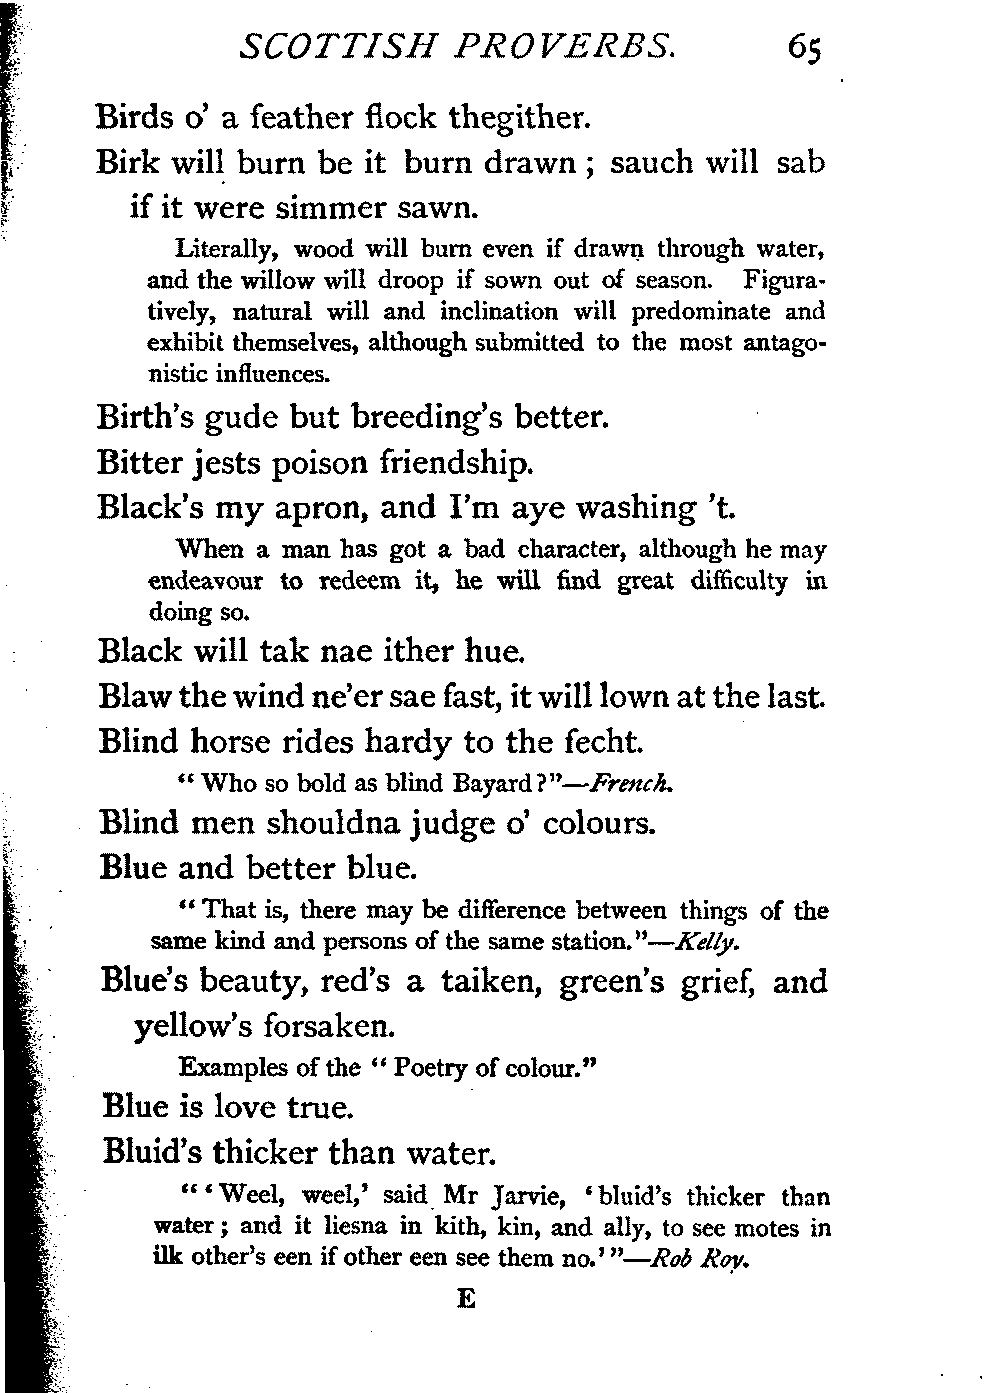 SCOTTISH PROVERBS. 65
Birds o' a feather flock thegither.
Birk will burn be it burn drawn ; sauch will sab
if it were simmer sawn.
Literally, wood will burn even if drawn through water,
and the willow will droop if sown out of season. Figura-
tively, natural will and inclination will predominate and
exhibit themselves, although submitted to the most antago-
nistic influences.
Birth's gude but breeding's better.
Bitter jests poison friendship.
Black's my apron, and I'm aye washing 't.
When a man has got a bad character, although he may
endeavour to redeem it, he will find great difficulty in
doing so.
Black will tak nae ither hue.
Blaw the wind ne'er sae fast, it will lown at the last.
Blind horse rides hardy to the fecht.
“ Who so bold as blind Bayard?”—French.
Blind men shouldna judge o' colours.
Blue and better blue.
“ That is, there may be difference between things of the
same kind and persons of the same station.”—Kelly.
Blue's beauty, red's a taiken, green's grief, and
yellow's forsaken.
Examples of the “ Poetry of colour.”
Blue is love true.
Bluid's thicker than water.
“ ‘ Weel, weel,’ said Mr Jarvie, ‘ bluid's thicker than
water ; and it liesna in kith, kin, and ally, to see motes in
ilk other's een if other een see them no.’ ”—Rob Roy.
E